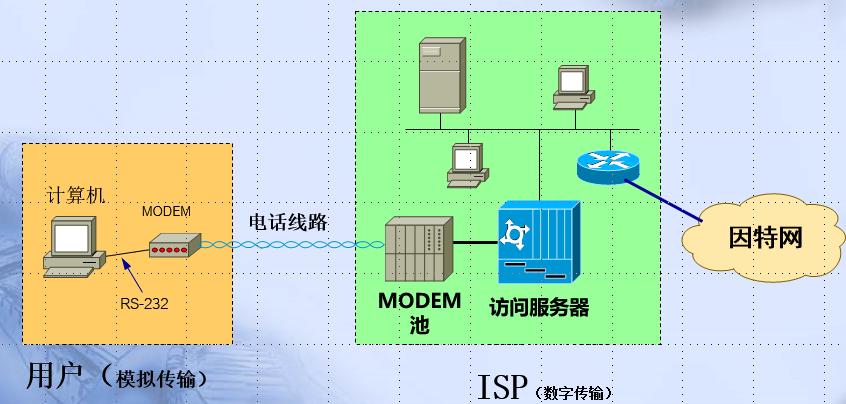 计算机
MODEM
RS-232
电话线路
MODEM
池
访问服务器
因特网
用户（模拟传输）
ISP（数字传输）